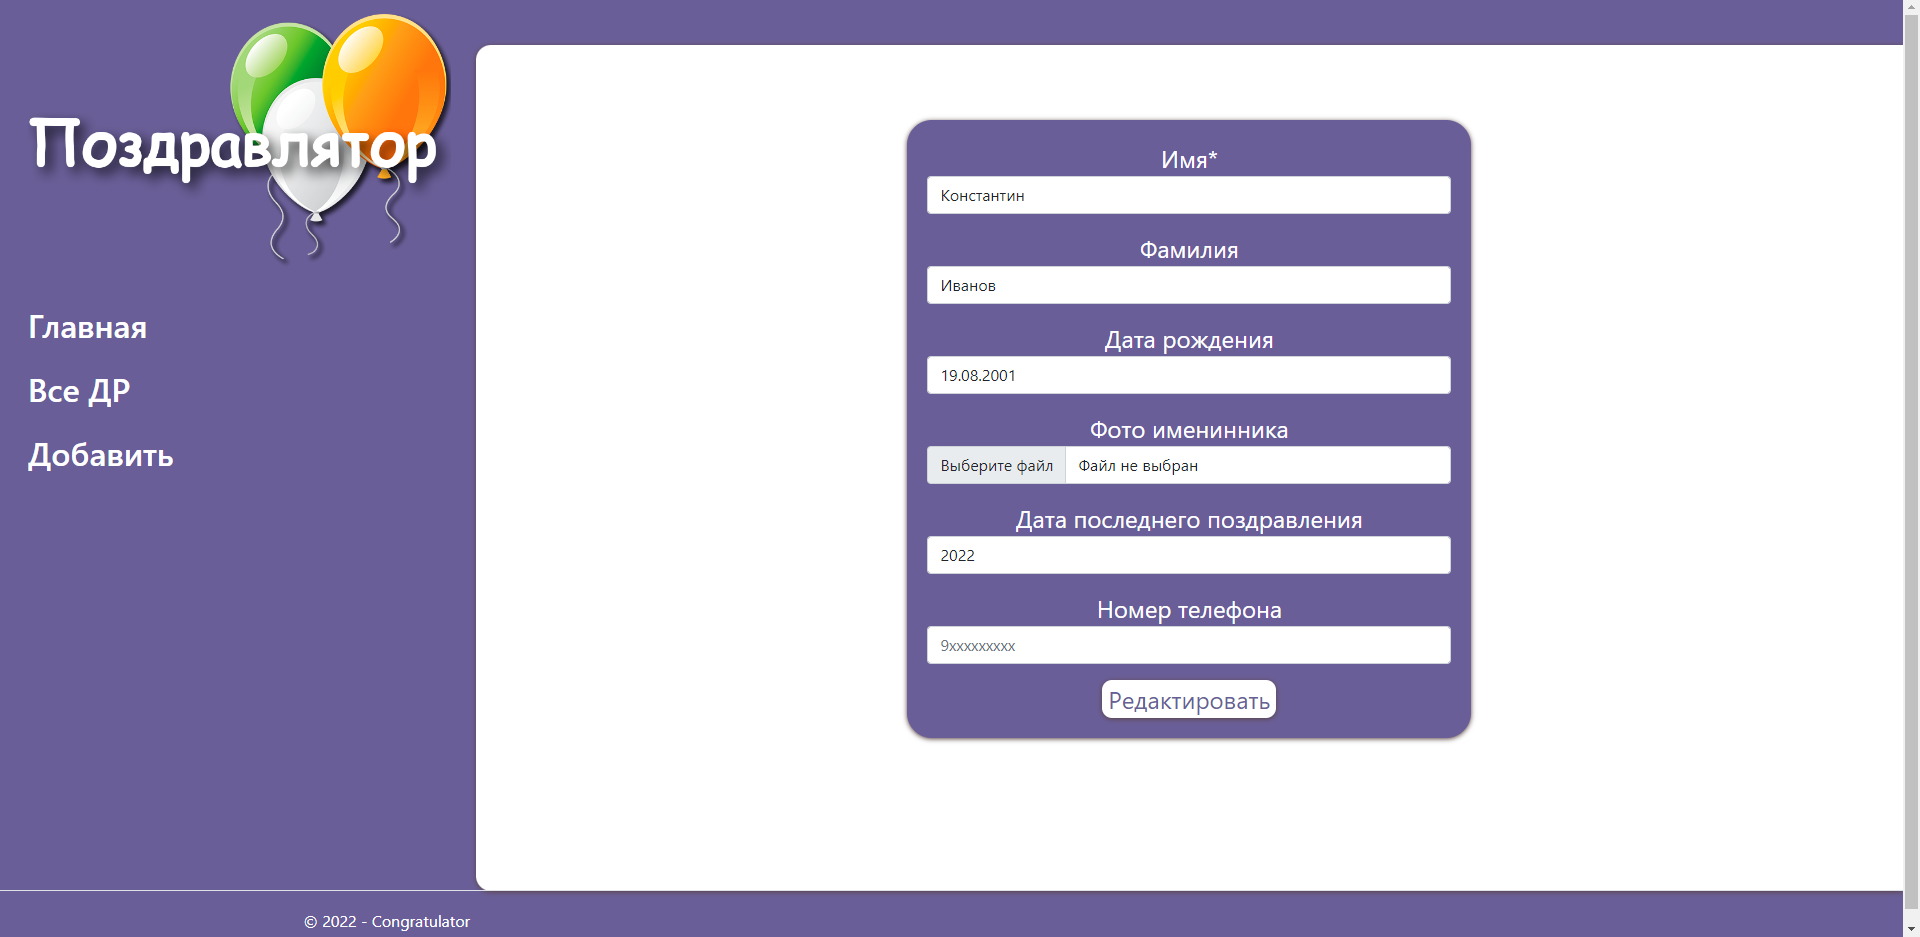 Поздравлятор
Главная
Все ДР
Добавить
Имя*
Константин
Фамилия
Иванов
Дата рождения
19.08.2001
Фото именинника
Выберите файл Файл не выбран
Дата последнего поздравления
2022
Номер телефона
9xxxxxxxxx
Редактировать
© 2022 - Congratulator